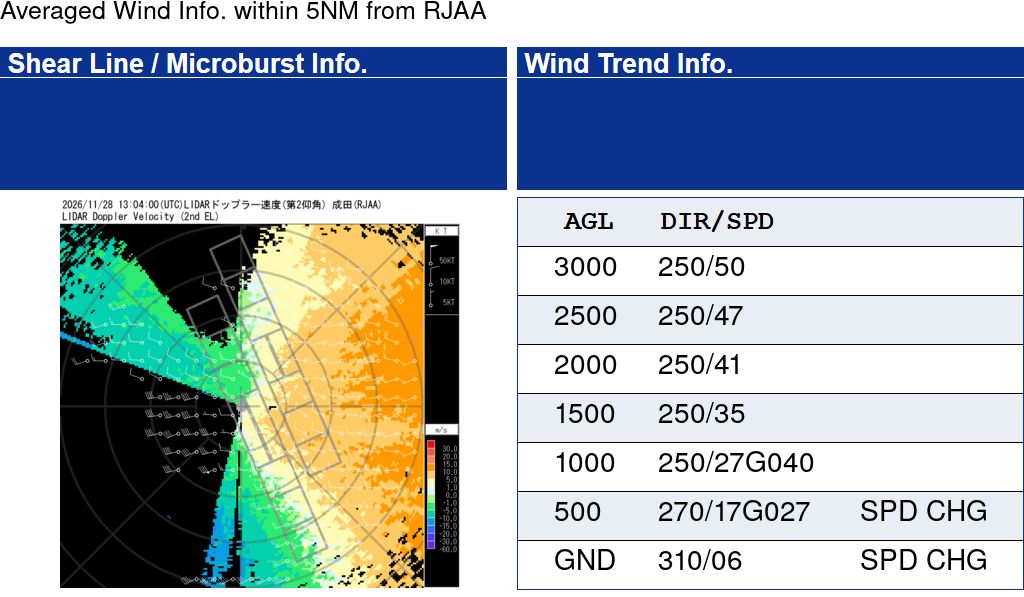 Averaged Wind Info. within 5NM from RJAA
Shear Line / Microburst Info.
Wind Trend Info.
2026/11/28 13:04:00(UTC)LIDARドップラー速度(第2仰角) 成田(RJAA)
LIDAR Doppler Velocity (2nd EL)
K T
50KT
10KT
5KT
m/s
30.0
20.0
15.0
10.0
5.0
1.0
0.0
-1.0
-5.0
-10.0
-15.0
-20.0
-30.0
-60.0
AGL DIR/SPD
3000 250/50
2500 250/47
2000 250/41
1500 250/35
1000 250/27G040
500 270/17G027 SPD CHG
GND 310/06 SPD CHG